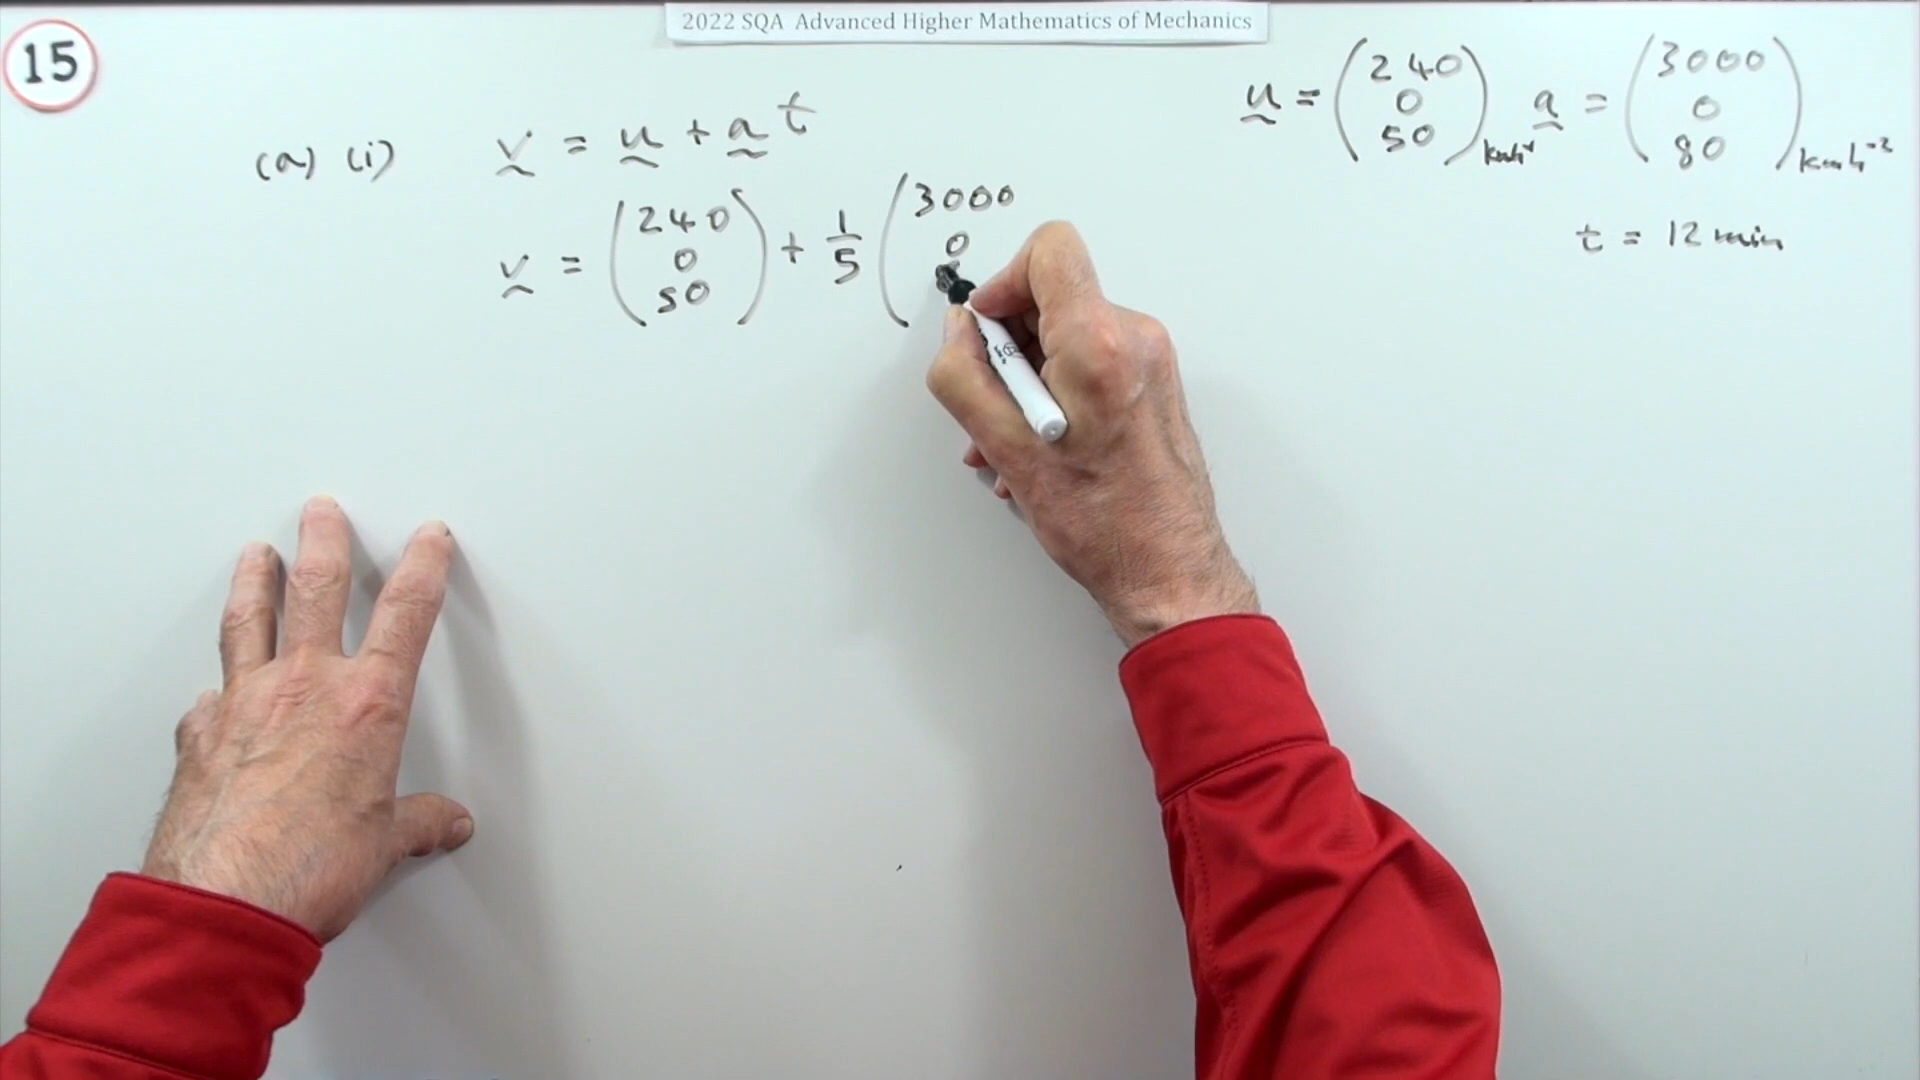 2022 SQA Advanced Higher Mathematics of Mechanics
15
u = (240 0 50) kmh⁻¹ a = (3000 0 80) kmh⁻²
t = 12 min
(a) (i) v = u + a t
v = (240 0 50) + 1/5 (3000 0